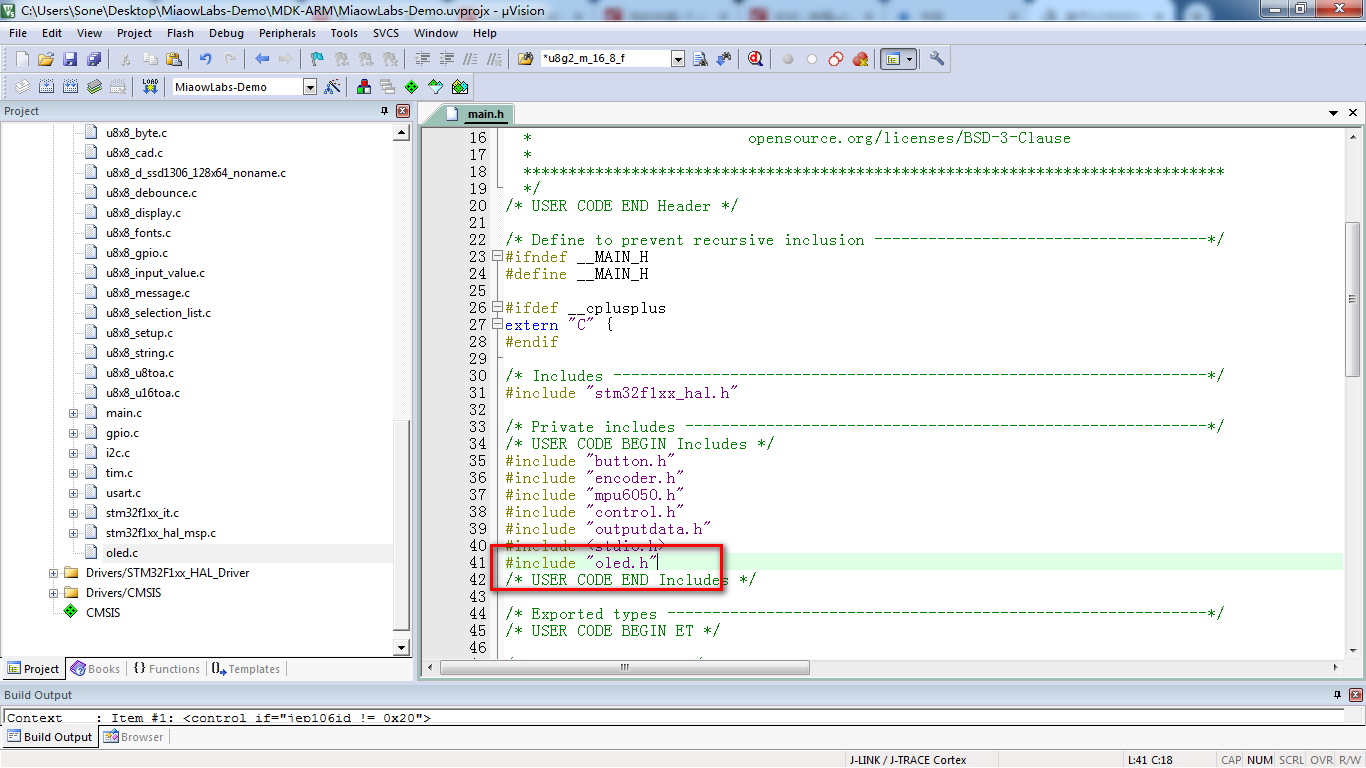 C:\Users\Sone\Desktop\MiaowLabs-Demo\MDK-ARM\MiaowLabs-Demo.uvprojx - µVision
File Edit View Project Flash Debug Peripherals Tools SVCS Window Help
*u8g2_m_16_8_f
LOAD MiaowLabs-Demo
Project
u8x8_byte.c
u8x8_cad.c
u8x8_d_ssd1306_128x64_noname.c
u8x8_debounce.c
u8x8_display.c
u8x8_fonts.c
u8x8_gpio.c
u8x8_input_value.c
u8x8_message.c
u8x8_selection_list.c
u8x8_setup.c
u8x8_string.c
u8x8_u8toa.c
u8x8_u16toa.c
main.c
gpio.c
i2c.c
tim.c
usart.c
stm32f1xx_it.c
stm32f1xx_hal_msp.c
oled.c
Drivers/STM32F1xx_HAL_Driver
Drivers/CMSIS
CMSIS
Project Books {} Functions Templates
main.h
16 * opensource.org/licenses/BSD-3-Clause
17 *
18 ******************************************************************************
19 */
20 /* USER CODE END Header */
21
22 /* Define to prevent recursive inclusion -------------------------------------*/
23 #ifndef __MAIN_H
24 #define __MAIN_H
25
26 #ifdef __cplusplus
27 extern "C" {
28 #endif
29
30 /* Includes ------------------------------------------------------------------*/
31 #include "stm32f1xx_hal.h"
32
33 /* Private includes ----------------------------------------------------------*/
34 /* USER CODE BEGIN Includes */
35 #include "button.h"
36 #include "encoder.h"
37 #include "mpu6050.h"
38 #include "control.h"
39 #include "outputdata.h"
40 #include <stdio.h>
41 #include "oled.h"
42 /* USER CODE END Includes */
43
44 /* Exported types ------------------------------------------------------------*/
45 /* USER CODE BEGIN ET */
46
Build Output
Context : Item #1: <control if="jep106id != 0x20">
Build Output Browser
J-LINK / J-TRACE Cortex L:41 C:18 CAP NUM SCRL OVR R/W